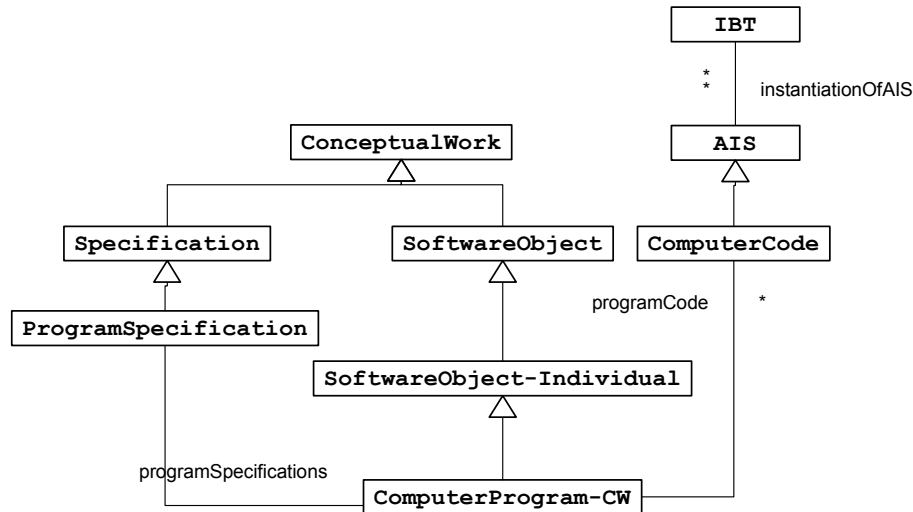 IBT
*
*
instantiationOfAIS
ConceptualWork
AIS
Specification
SoftwareObject
ComputerCode
programCode
*
ProgramSpecification
SoftwareObject-Individual
programSpecifications
ComputerProgram-CW